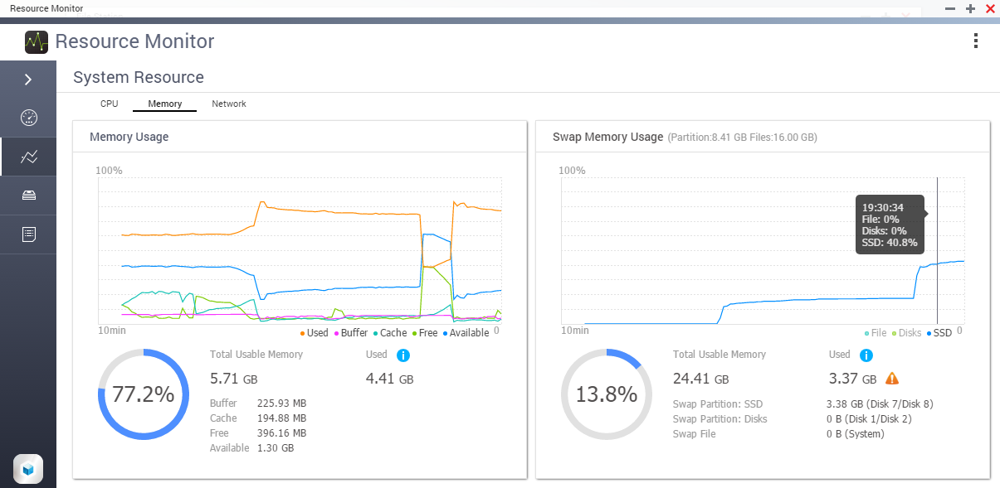 Resource Monitor
File Station
Resource Monitor
System Resource
CPU Memory Network
Memory Usage
100%
10min
Used Buffer Cache Free Available 0
77.2%
Total Usable Memory Used
5.71 GB 4.41 GB
Buffer 225.93 MB
Cache 194.88 MB
Free 396.16 MB
Available 1.30 GB
Swap Memory Usage (Partition:8.41 GB Files:16.00 GB)
100%
19:30:34
File: 0%
Disks: 0%
SSD: 40.8%
10min
File Disks SSD 0
13.8%
Total Usable Memory Used
24.41 GB 3.37 GB
Swap Partition: SSD 3.38 GB (Disk 7/Disk 8)
Swap Partition: Disks 0 B (Disk 1/Disk 2)
Swap File 0 B (System)